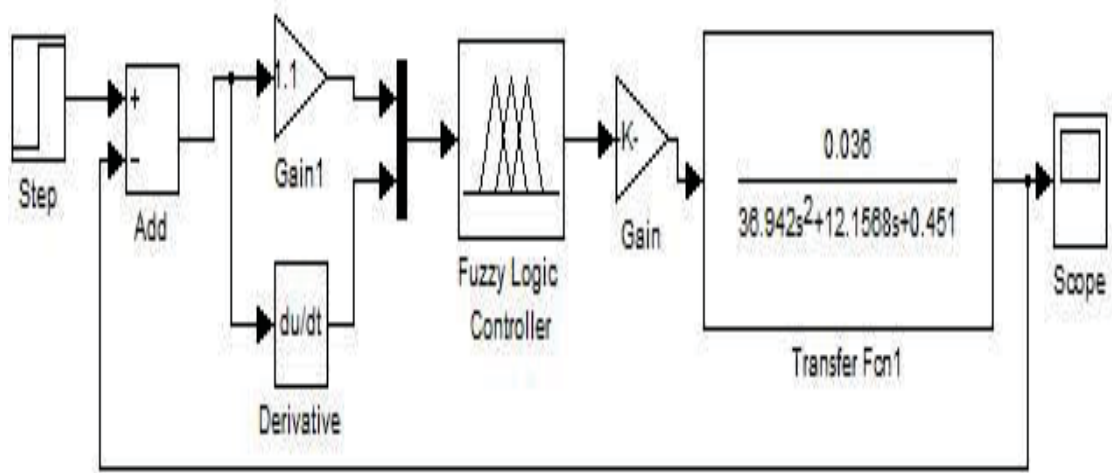 Step
+
−
Add
1.1
Gain1
du/dt
Derivative
Fuzzy Logic
Controller
-K-
Gain
0.036
36.942s²+12.1568s+0.451
Transfer Fcn1
Scope